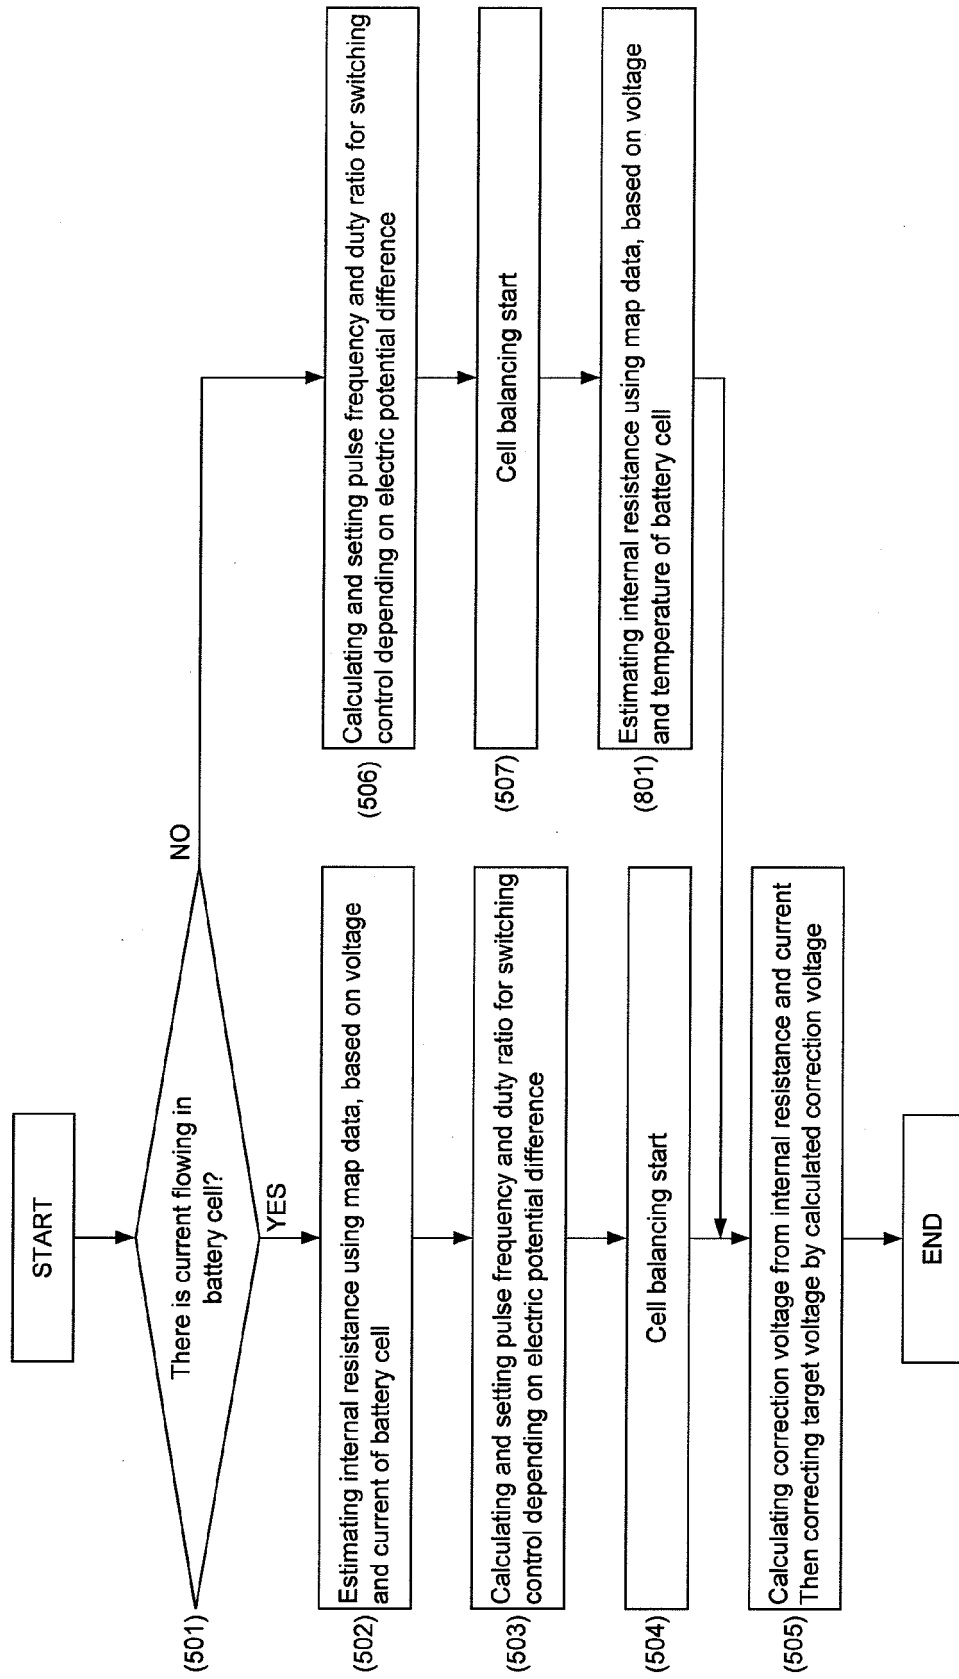 START
(501)
There is current flowing in
battery cell?
NO
YES
(502)
Estimating internal resistance using map data, based on voltage
and current of battery cell
(503)
Calculating and setting pulse frequency and duty ratio for switching
control depending on electric potential difference
(504)
Cell balancing start
(506)
Calculating and setting pulse frequency and duty ratio for switching
control depending on electric potential difference
(507)
Cell balancing start
(801)
Estimating internal resistance using map data, based on voltage
and temperature of battery cell
(505)
Calculating correction voltage from internal resistance and current
Then correcting target voltage by calculated correction voltage
END